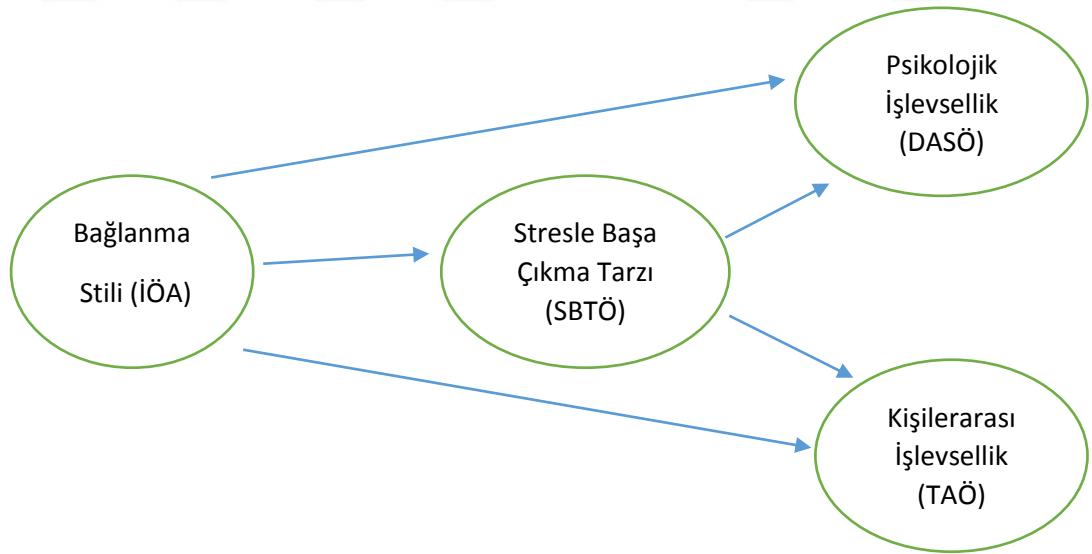 Psikolojik
İşlevsellik
(DASÖ)
Bağlanma
Stili (İÖA)
Stresle Başa
Çıkma Tarzı
(SBTÖ)
Kişilerarası
İşlevsellik
(TAÖ)